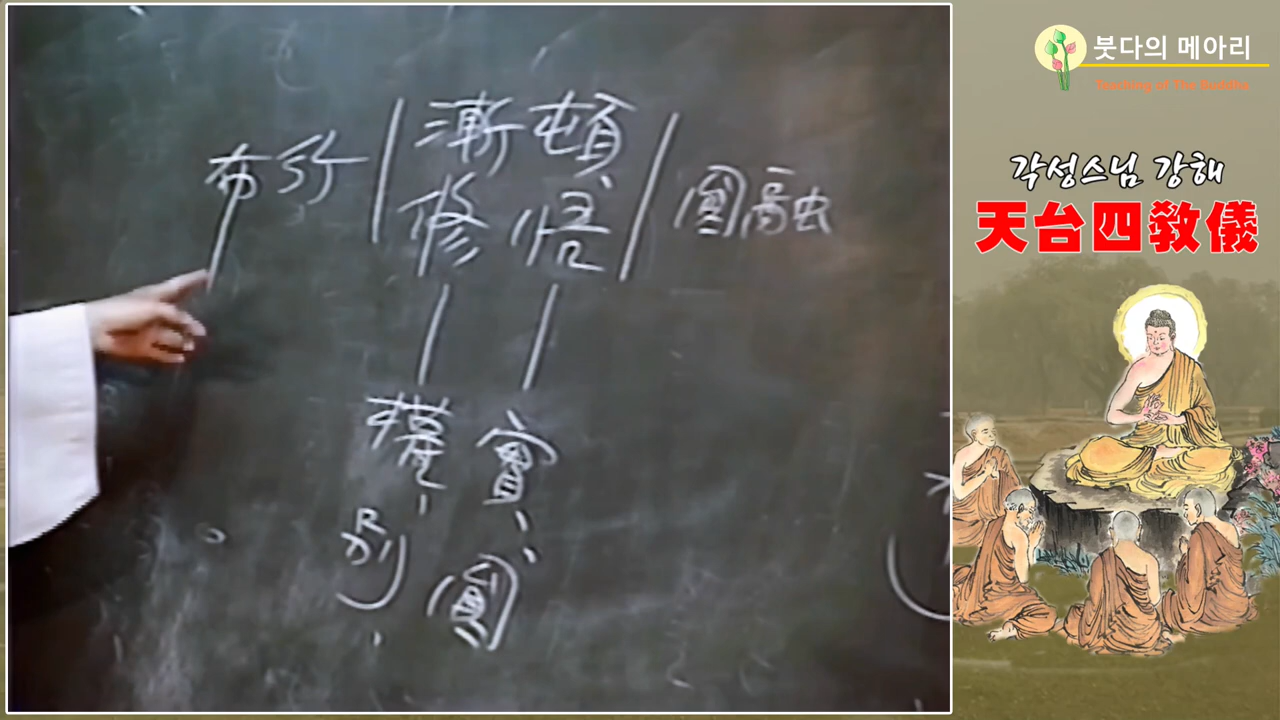 붓다의 메아리
Teaching of The Buddha
각성스님 강해
天台四教儀
布行
漸頓
修悟
圓融
權實
別圓